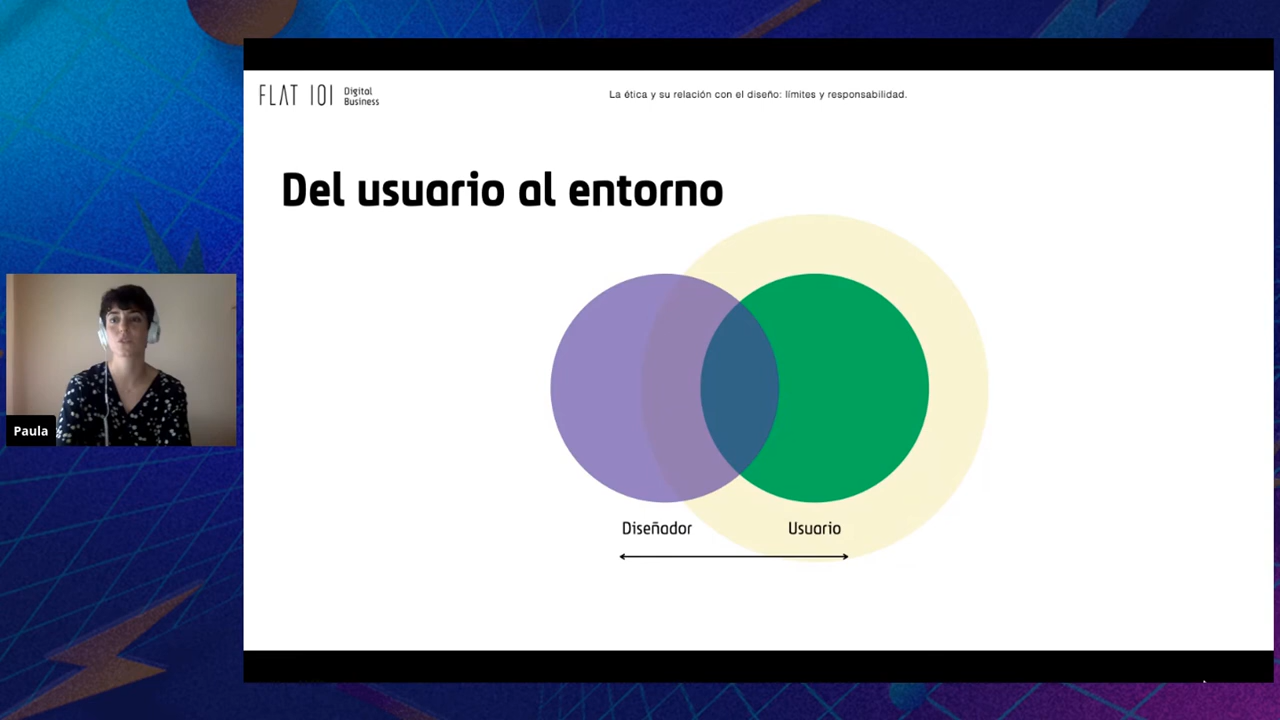 FLAT 101 Digital
Business
La ética y su relación con el diseño: límites y responsabilidad.
Del usuario al entorno
Paula
Diseñador Usuario